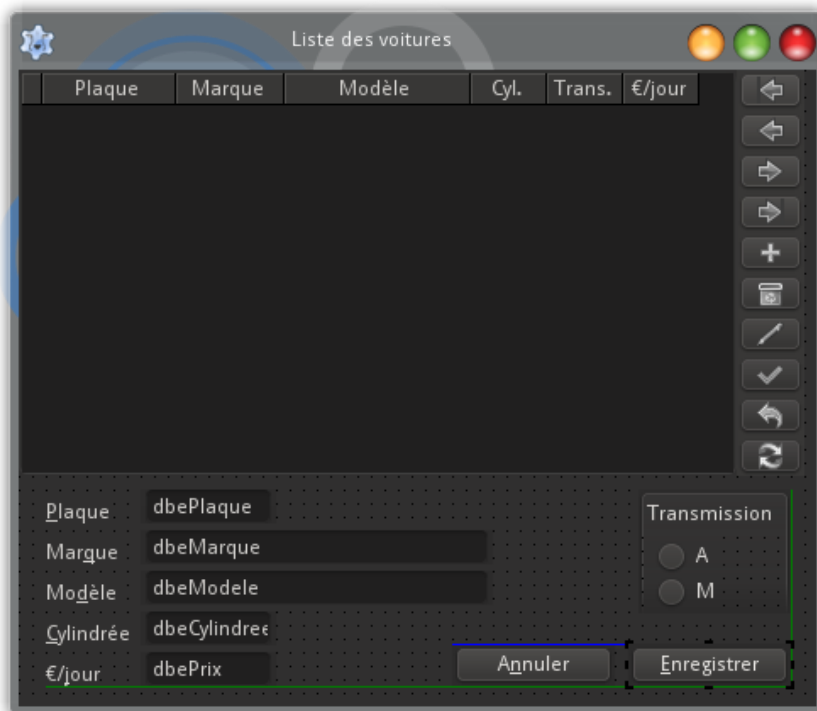 Liste des voitures
Plaque Marque Modèle Cyl. Trans. €/jour
Plaque dbePlaque
Transmission
Marque dbeMarque
A
Modèle dbeModele
M
Cylindrée dbeCylindree
€/jour dbePrix
Annuler Enregistrer